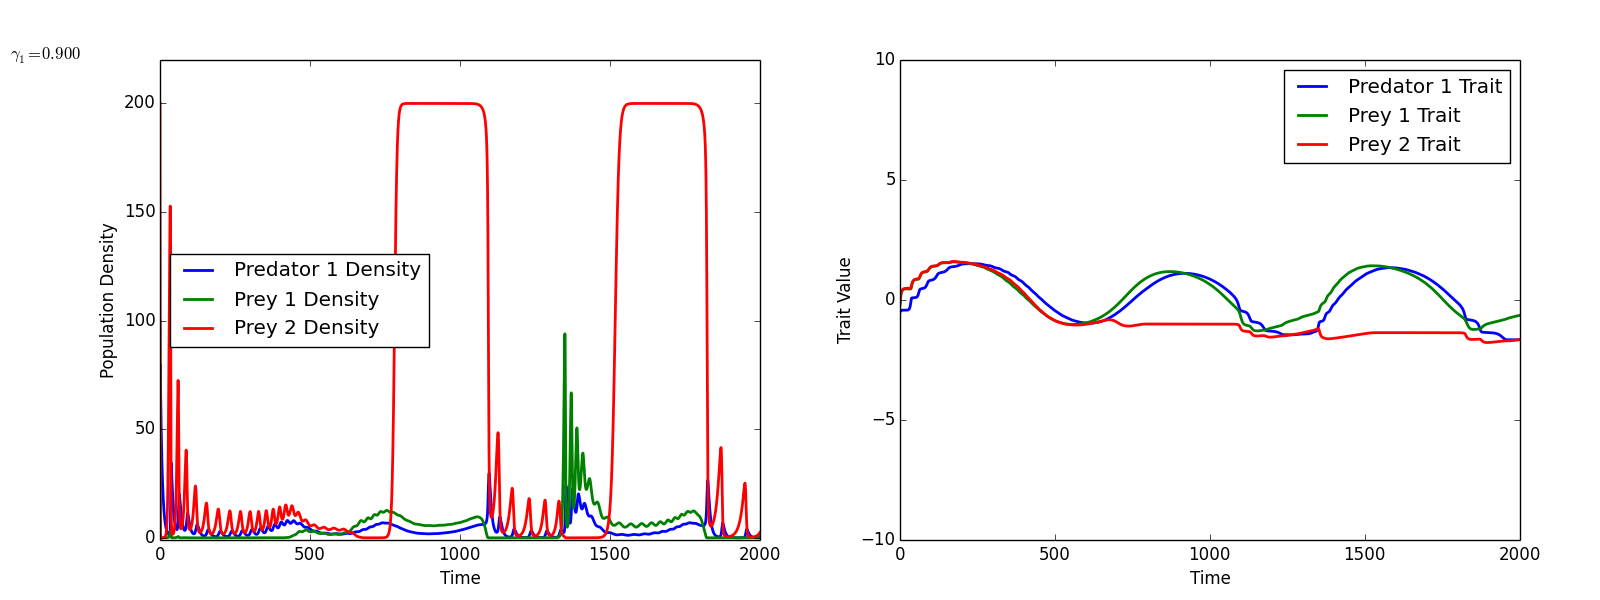 γ₁=0.900
Population Density
200
150
100
50
0
Predator 1 Density
Prey 1 Density
Prey 2 Density
0 500 1000 1500 2000
Time
Trait Value
10
5
0
−5
−10
Predator 1 Trait
Prey 1 Trait
Prey 2 Trait
0 500 1000 1500 2000
Time